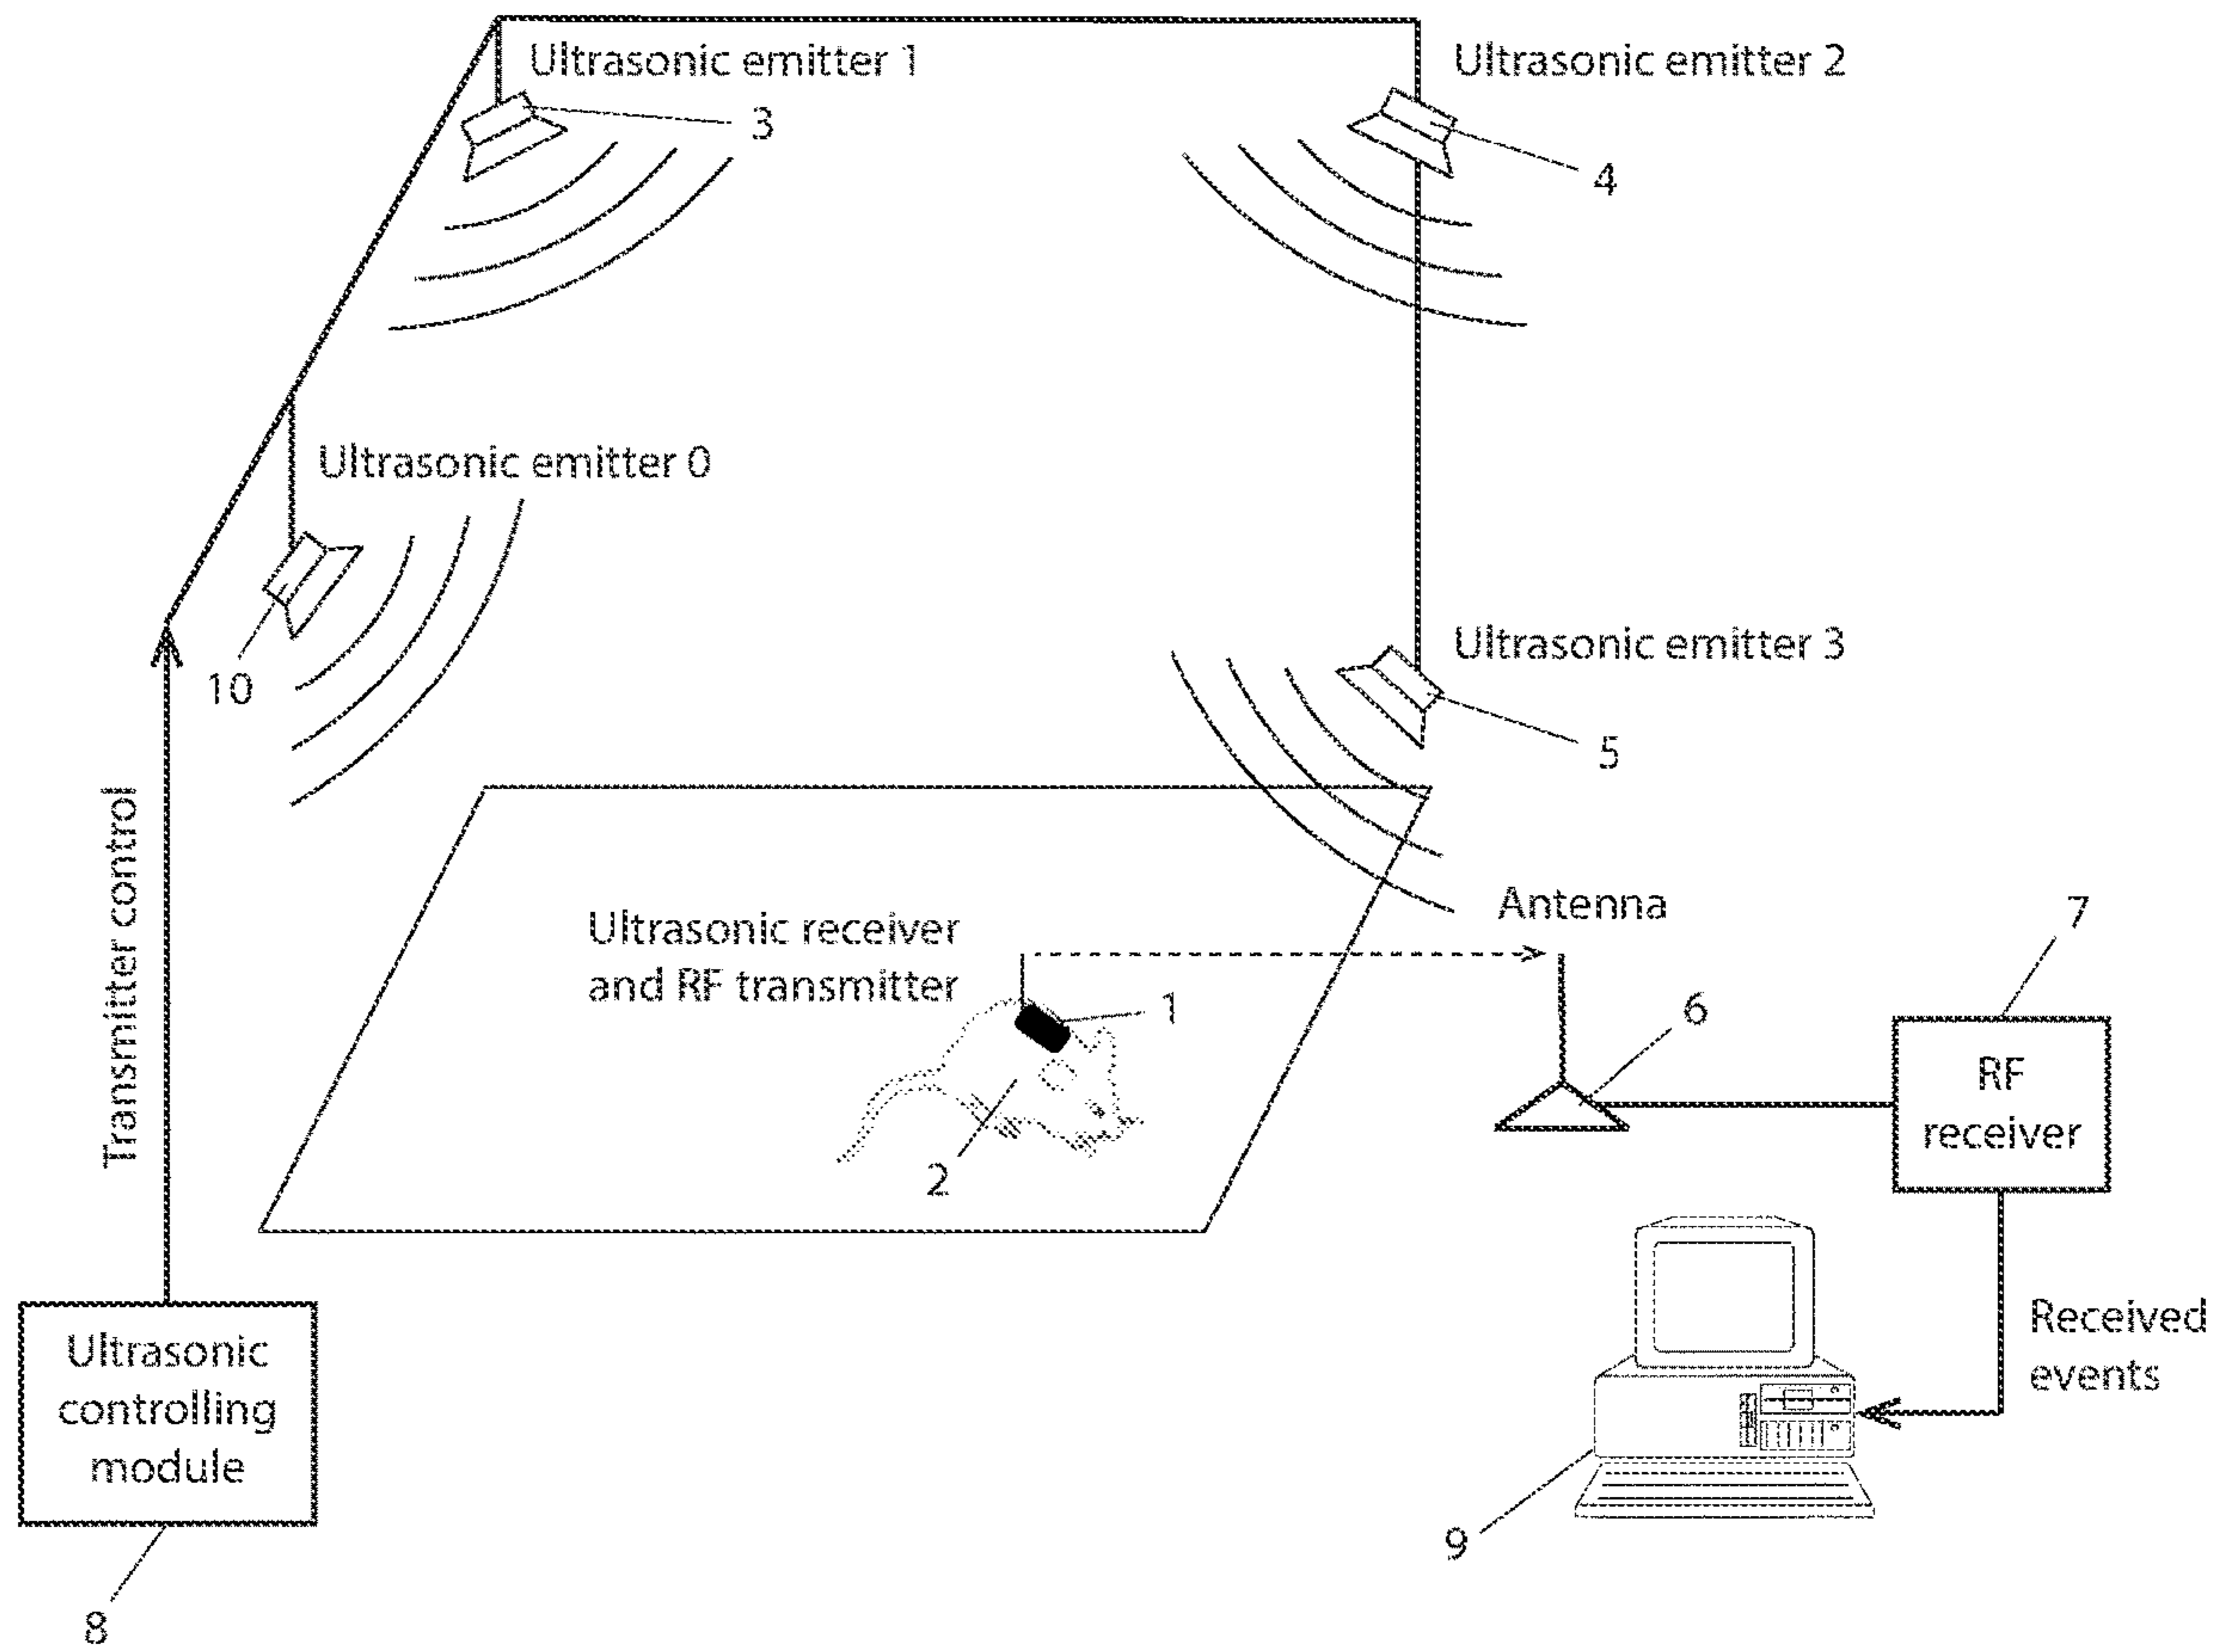 Ultrasonic emitter 1
Ultrasonic emitter 2
3
4
Ultrasonic emitter 0
10
Ultrasonic emitter 3
5
Transmitter control
Antenna
Ultrasonic receiver
and RF transmitter
1
2
6
7
RF
receiver
Received
events
Ultrasonic
controlling
module
9
8